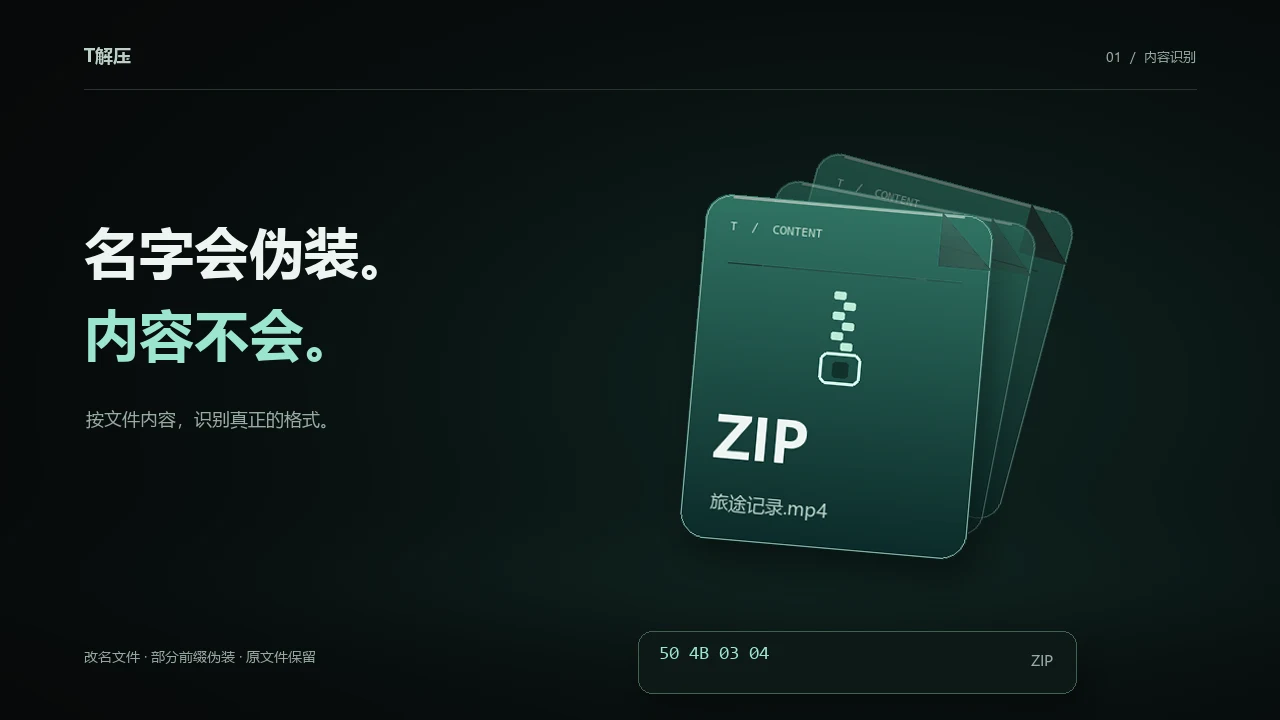 T解压
01 / 内容识别
名字会伪装。
内容不会。
按文件内容，识别真正的格式。
T / CONTENT
T / CONTENT
ZIP
旅途记录.mp4
改名文件 · 部分前缀伪装 · 原文件保留
50 4B 03 04
ZIP